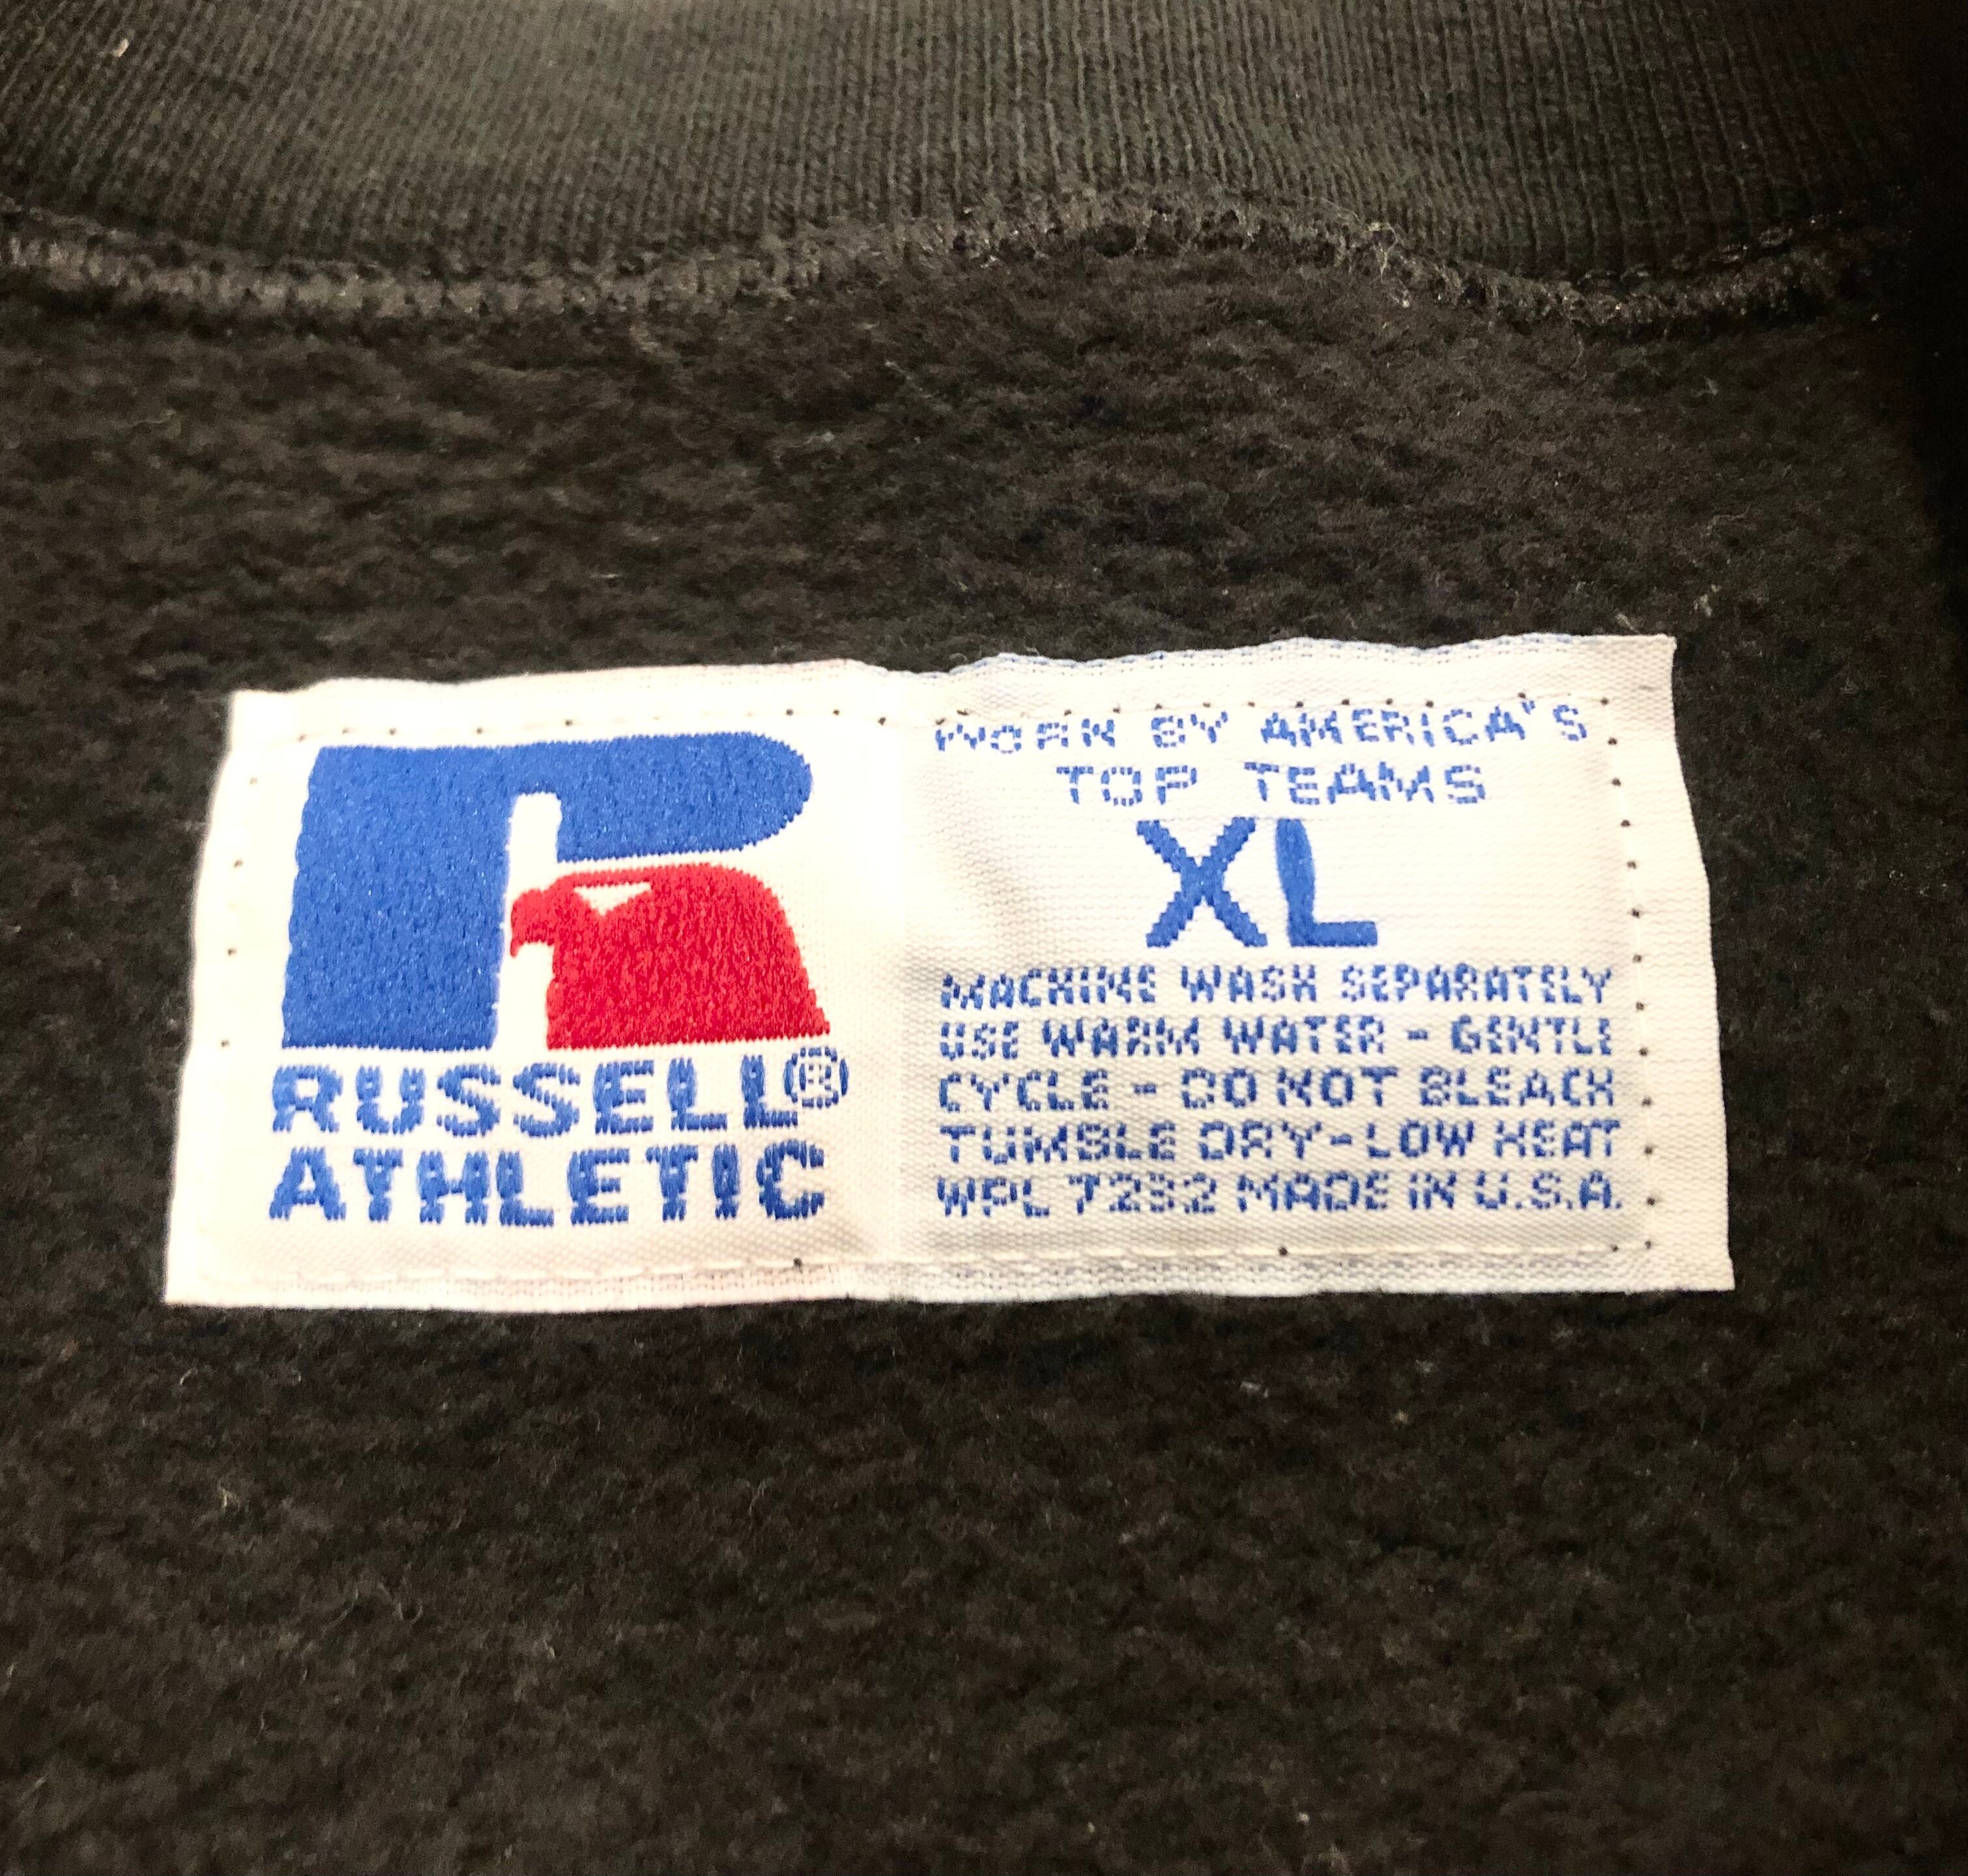 RUSSELL®
ATHLETIC
WORN BY AMERICA'S
TOP TEAMS
XL
MACHINE WASH SEPARATELY
USE WARM WATER - GENTLE
CYCLE - DO NOT BLEACH
TUMBLE DRY-LOW HEAT
WPL 7282 MADE IN U.S.A.